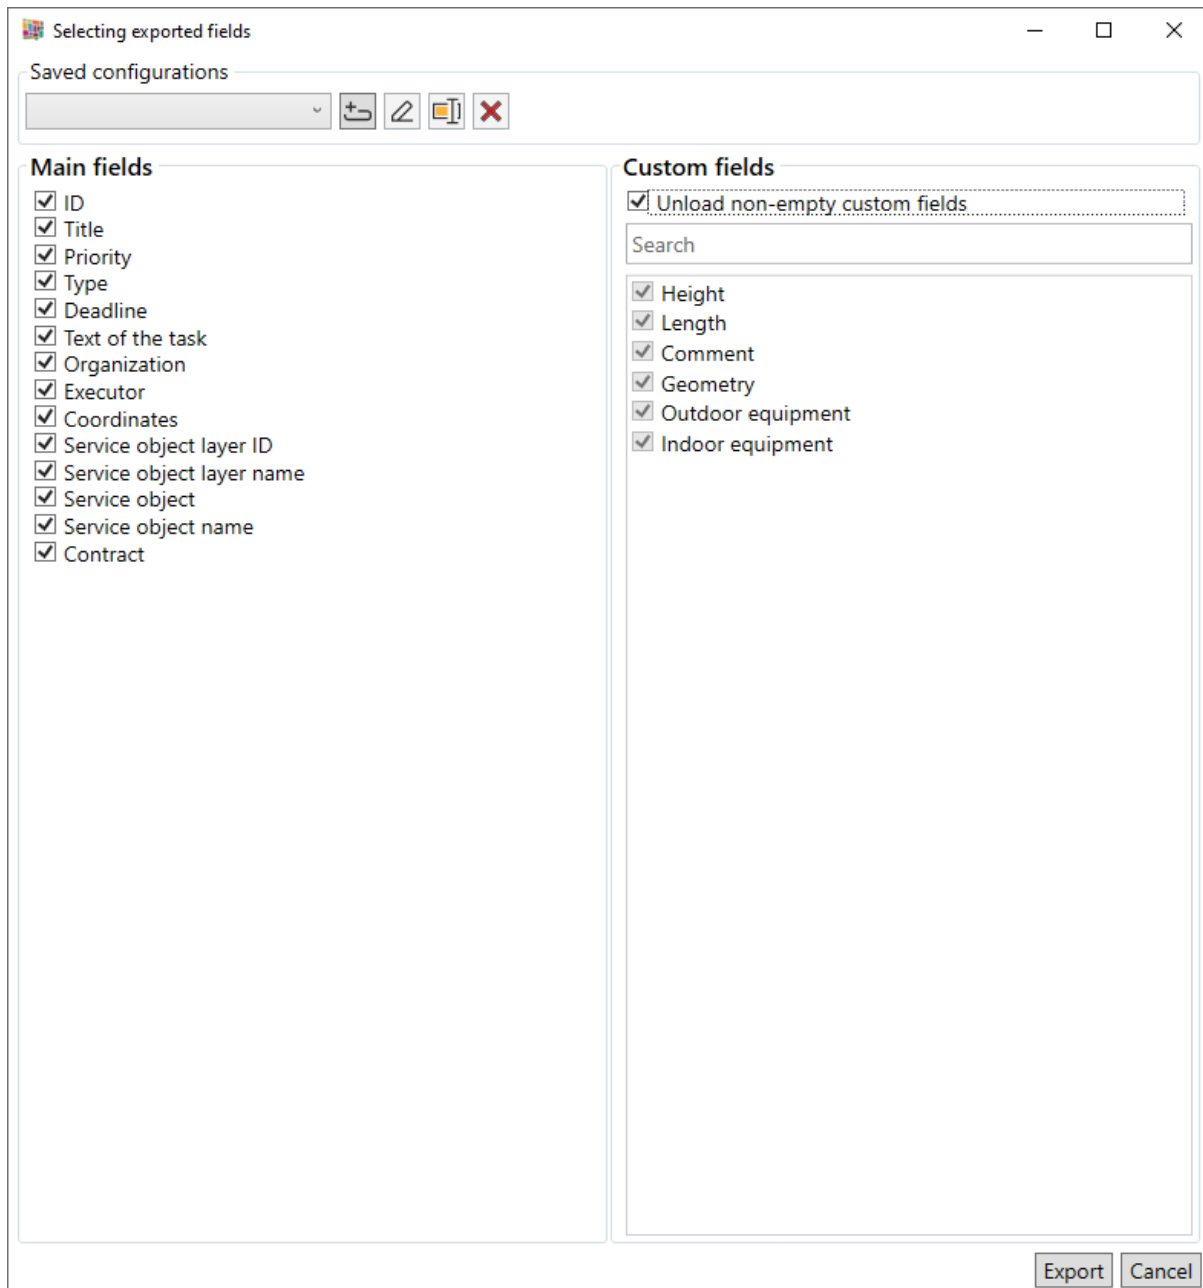 Selecting exported fields
Saved configurations
Main fields
ID
Title
Priority
Type
Deadline
Text of the task
Organization
Executor
Coordinates
Service object layer ID
Service object layer name
Service object
Service object name
Contract
Custom fields
Unload non-empty custom fields
Search
Height
Length
Comment
Geometry
Outdoor equipment
Indoor equipment
Export
Cancel